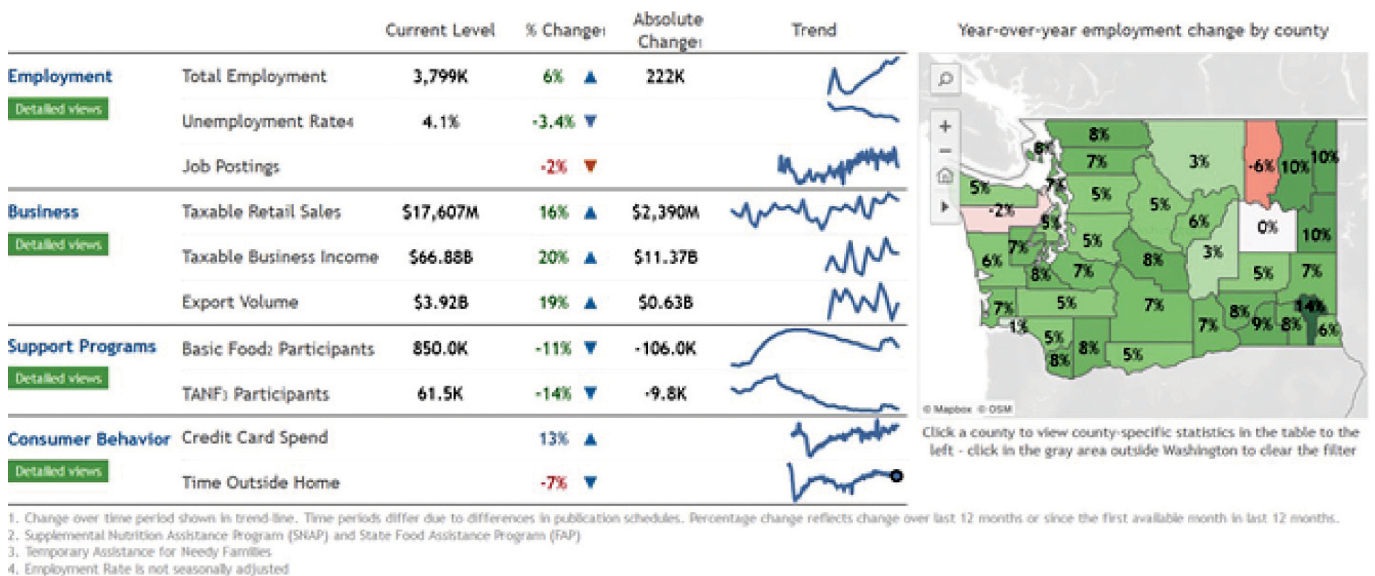 Current Level % Change1 Absolute Change1 Trend
Employment
Detailed views
Total Employment 3,799K 6% ▲ 222K
Unemployment Rate4 4.1% -3.4% ▼
Job Postings -2% ▼
Business
Detailed views
Taxable Retail Sales $17,607M 16% ▲ $2,390M
Taxable Business Income $66.88B 20% ▲ $11.37B
Export Volume $3.92B 19% ▲ $0.63B
Support Programs
Detailed views
Basic Food2 Participants 850.0K -11% ▼ -106.0K
TANF3 Participants 61.5K -14% ▼ -9.8K
Consumer Behavior
Detailed views
Credit Card Spend 13% ▲
Time Outside Home -7% ▼
Year-over-year employment change by county
8%
8%
7%
3%
-6%
10%
10%
5%
7%
5%
5%
-2%
5%
6%
0%
10%
7%
5%
3%
6%
8%
7%
8%
5%
7%
7%
5%
7%
7%
8%
9%
8%
14%
6%
1%
5%
8%
8%
5%
© Mapbox © OSM
Click a county to view county-specific statistics in the table to the
left - click in the gray area outside Washington to clear the filter
1. Change over time period shown in trend-line. Time periods differ due to differences in publication schedules. Percentage change reflects change over last 12 months or since the first available month in last 12 months.
2. Supplemental Nutrition Assistance Program (SNAP) and State Food Assistance Program (FAP)
3. Temporary Assistance for Needy Families
4. Employment Rate is not seasonally adjusted